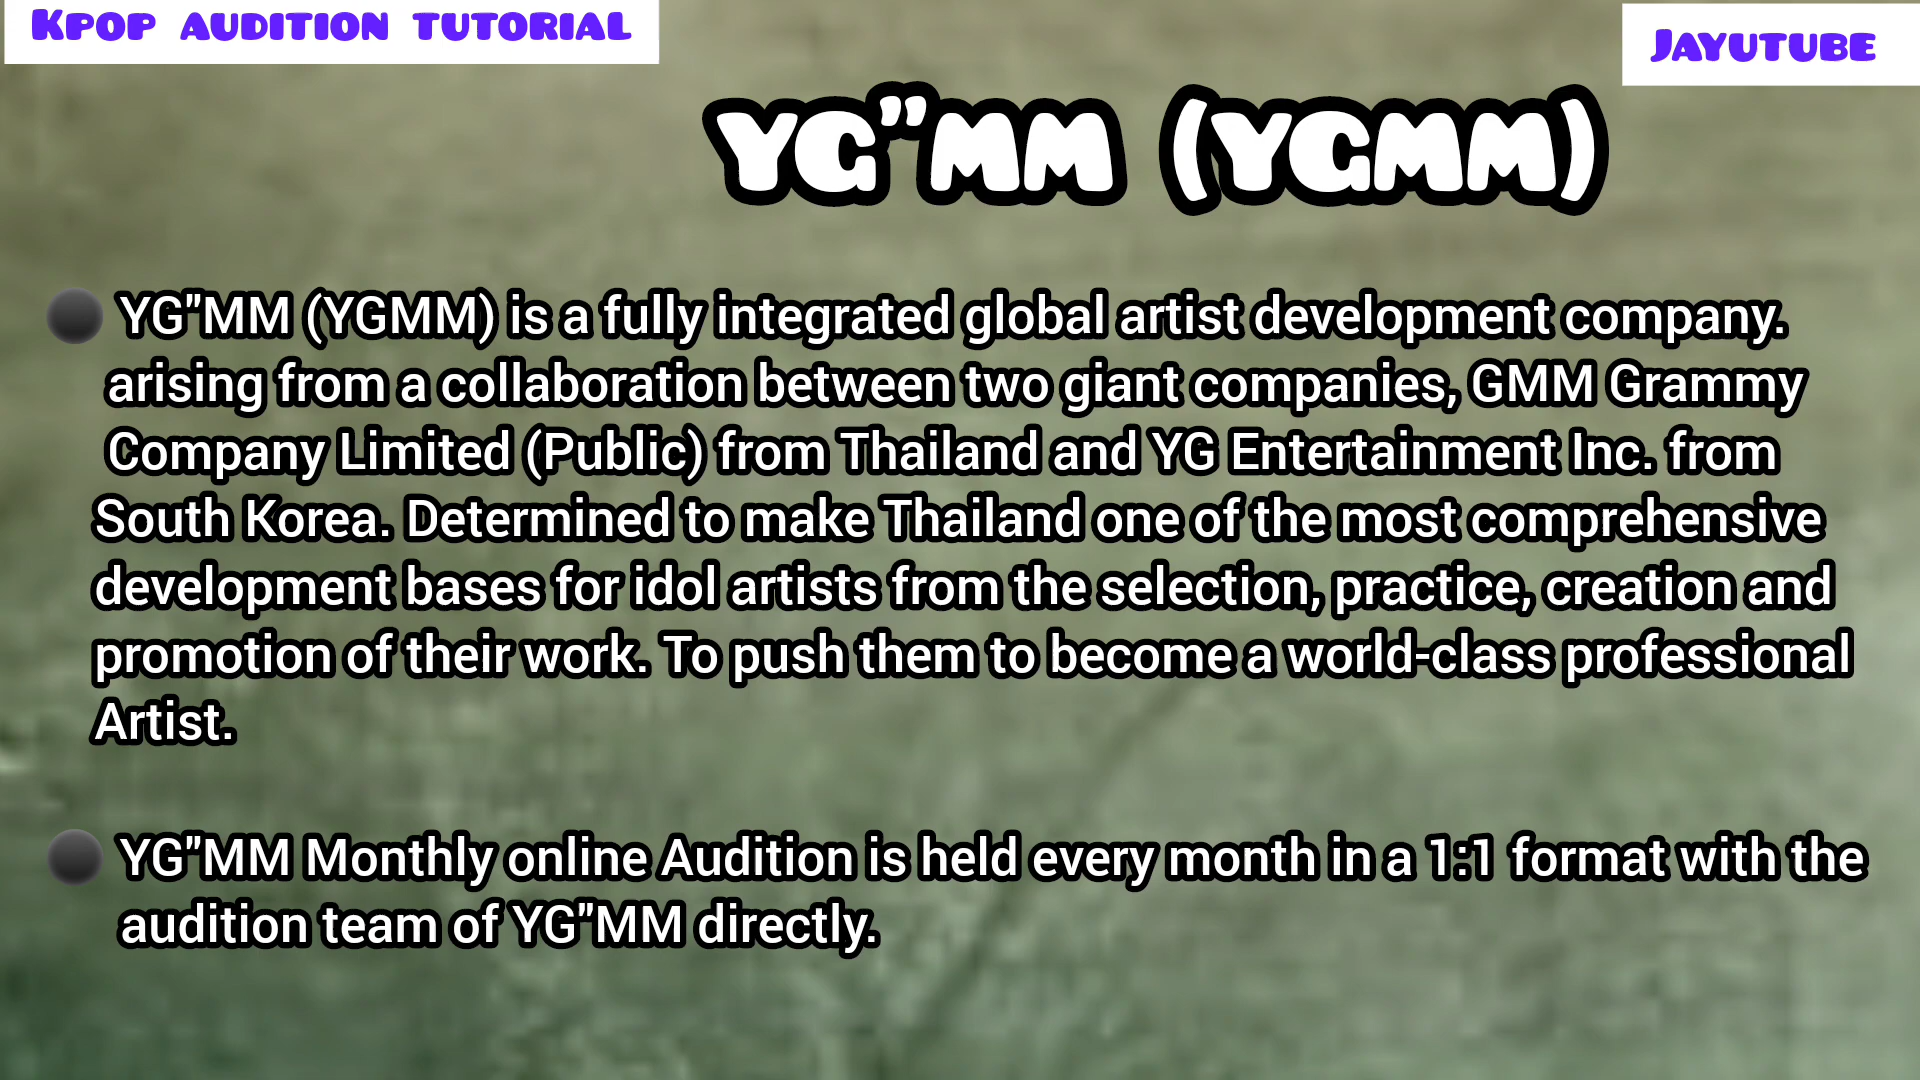 Kpop audition tutorial
Jayutube
YG"MM (YGMM)
YG"MM (YGMM) is a fully integrated global artist development company.
arising from a collaboration between two giant companies, GMM Grammy
Company Limited (Public) from Thailand and YG Entertainment Inc. from
South Korea. Determined to make Thailand one of the most comprehensive
development bases for idol artists from the selection, practice, creation and
promotion of their work. To push them to become a world-class professional
Artist.
YG"MM Monthly online Audition is held every month in a 1:1 format with the
audition team of YG"MM directly.